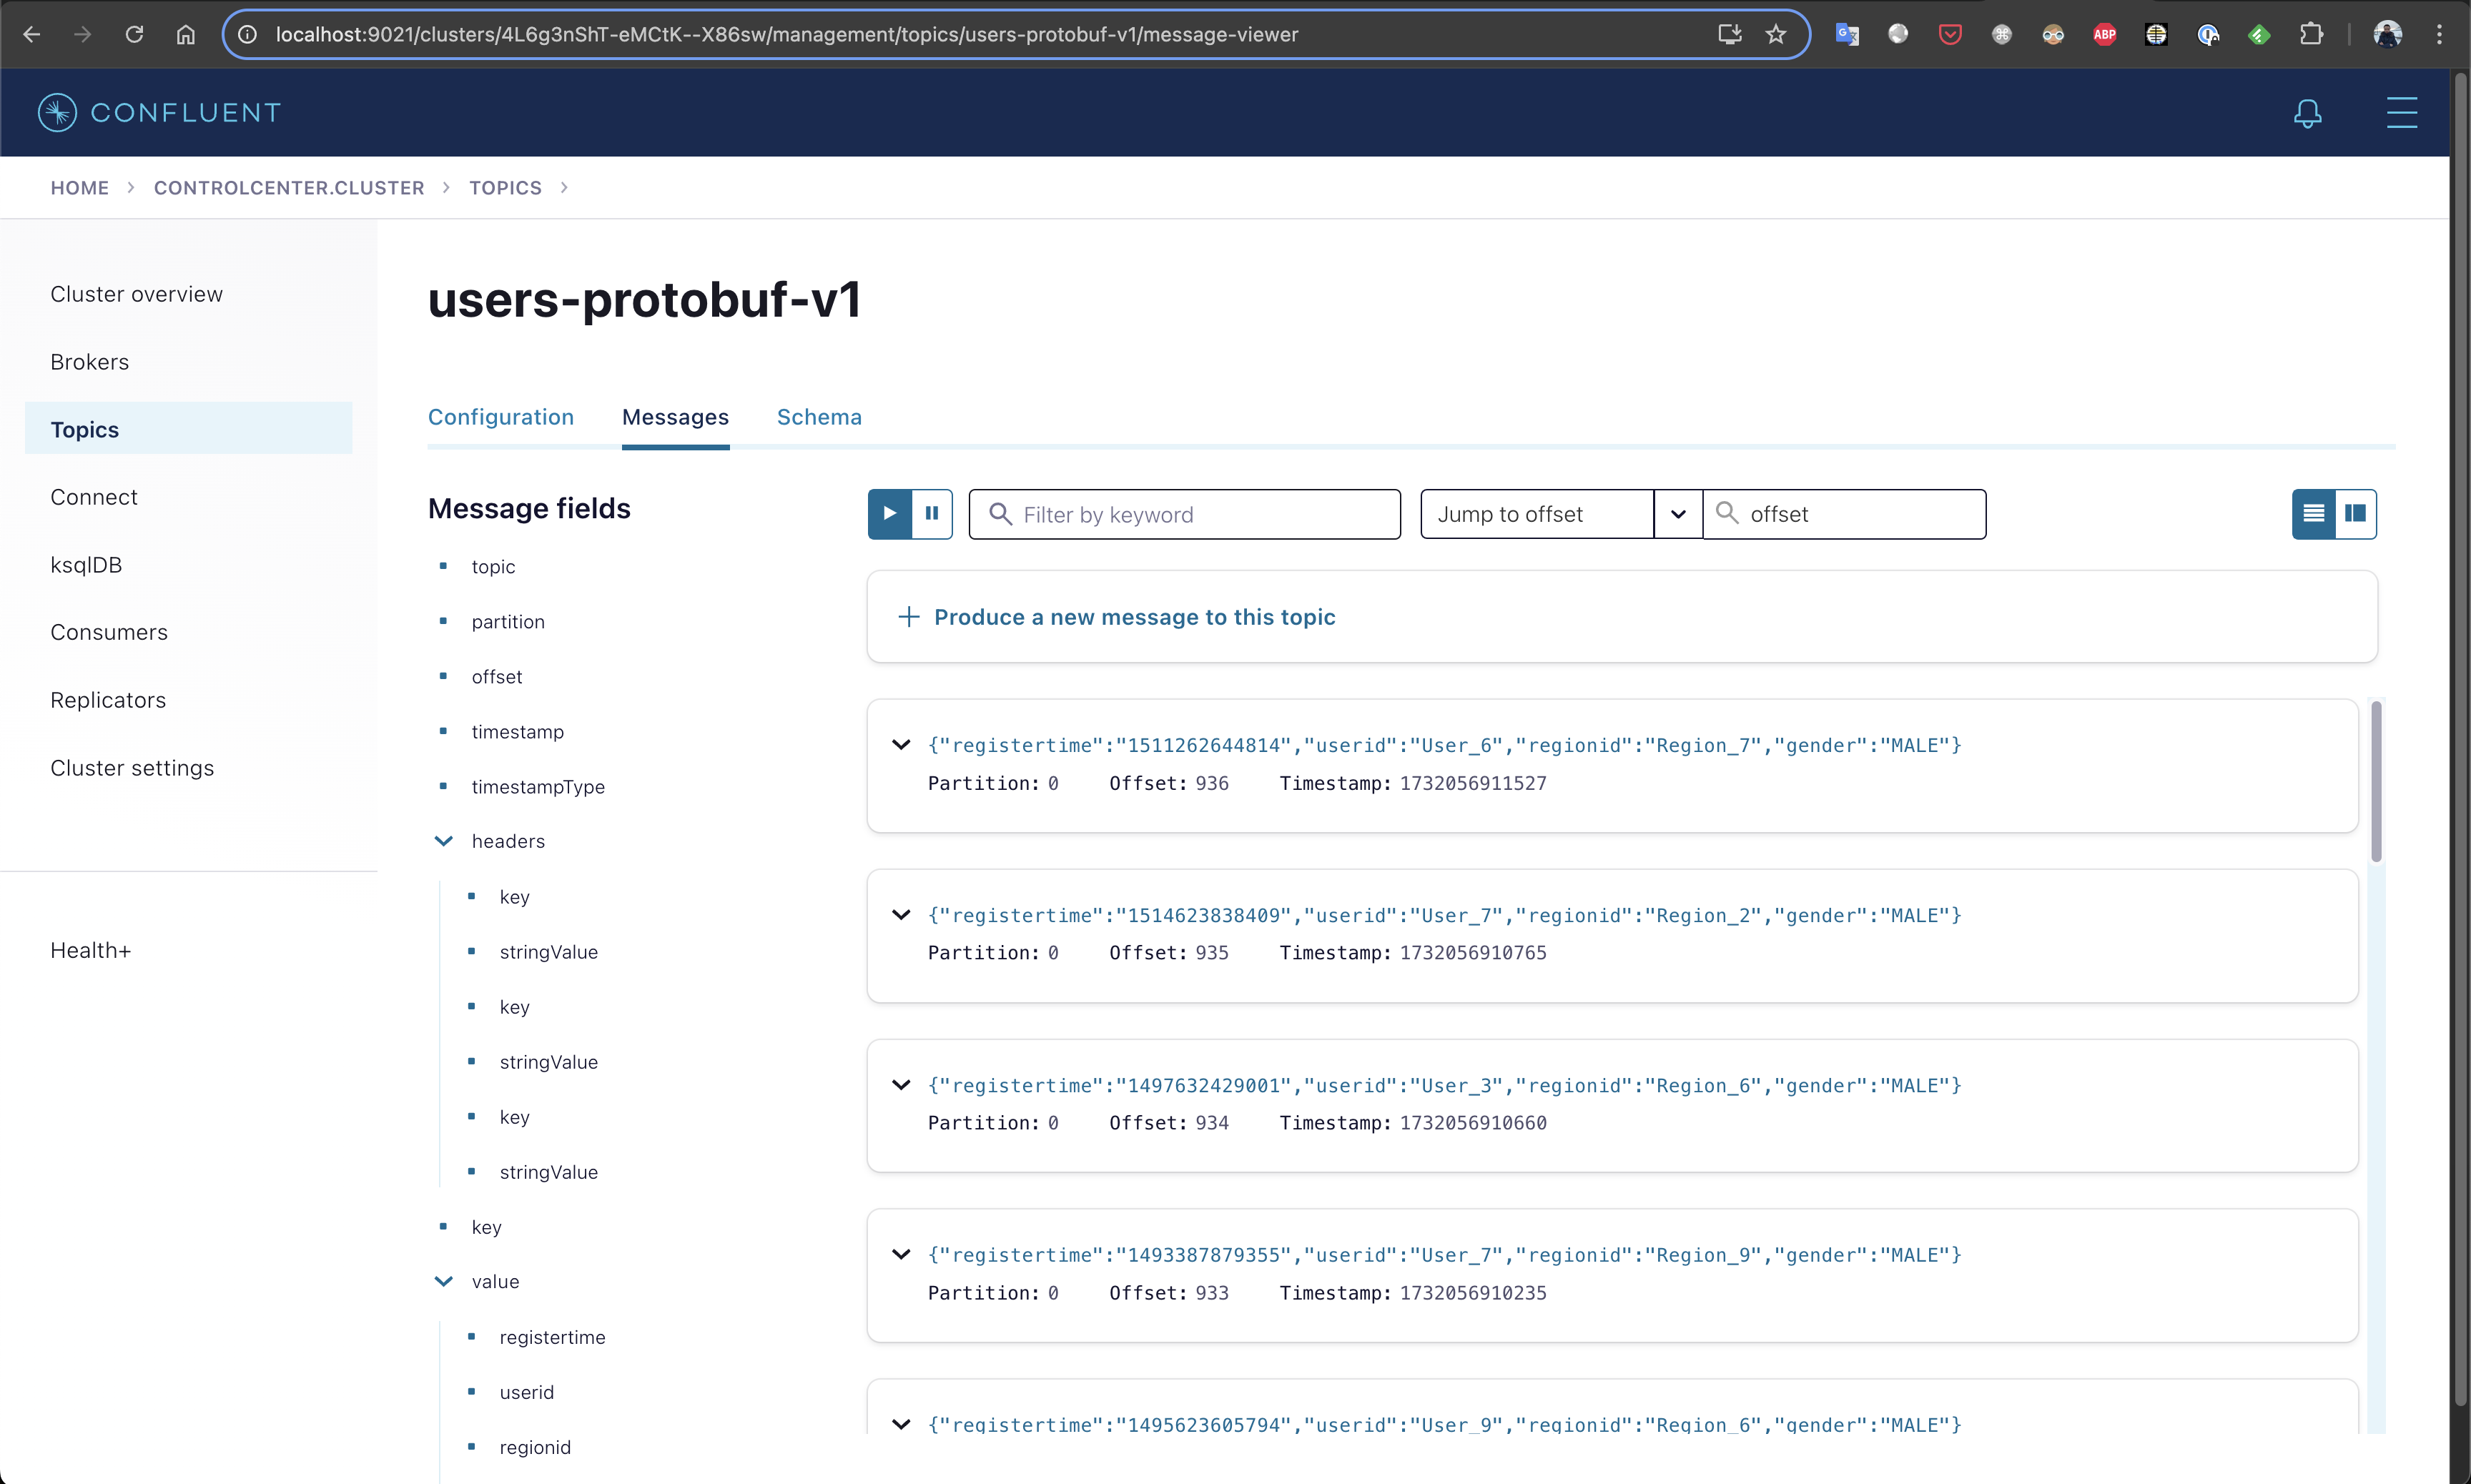 localhost:9021/clusters/4L6g3nShT-eMCtK--X86sw/management/topics/users-protobuf-v1/message-viewer
ABP
CONFLUENT
HOME > CONTROLCENTER.CLUSTER > TOPICS >
Cluster overview
Brokers
Topics
Connect
ksqlDB
Consumers
Replicators
Cluster settings
Health+
users-protobuf-v1
Configuration Messages Schema
Message fields
topic
partition
offset
timestamp
timestampType
headers
key
stringValue
key
stringValue
key
stringValue
key
value
registertime
userid
regionid
Filter by keyword
Jump to offset
offset
+ Produce a new message to this topic
{"registertime":"1511262644814","userid":"User_6","regionid":"Region_7","gender":"MALE"}
Partition: 0 Offset: 936 Timestamp: 1732056911527
{"registertime":"1514623838409","userid":"User_7","regionid":"Region_2","gender":"MALE"}
Partition: 0 Offset: 935 Timestamp: 1732056910765
{"registertime":"1497632429001","userid":"User_3","regionid":"Region_6","gender":"MALE"}
Partition: 0 Offset: 934 Timestamp: 1732056910660
{"registertime":"1493387879355","userid":"User_7","regionid":"Region_9","gender":"MALE"}
Partition: 0 Offset: 933 Timestamp: 1732056910235
{"registertime":"1495623605794","userid":"User_9","regionid":"Region_6","gender":"MALE"}